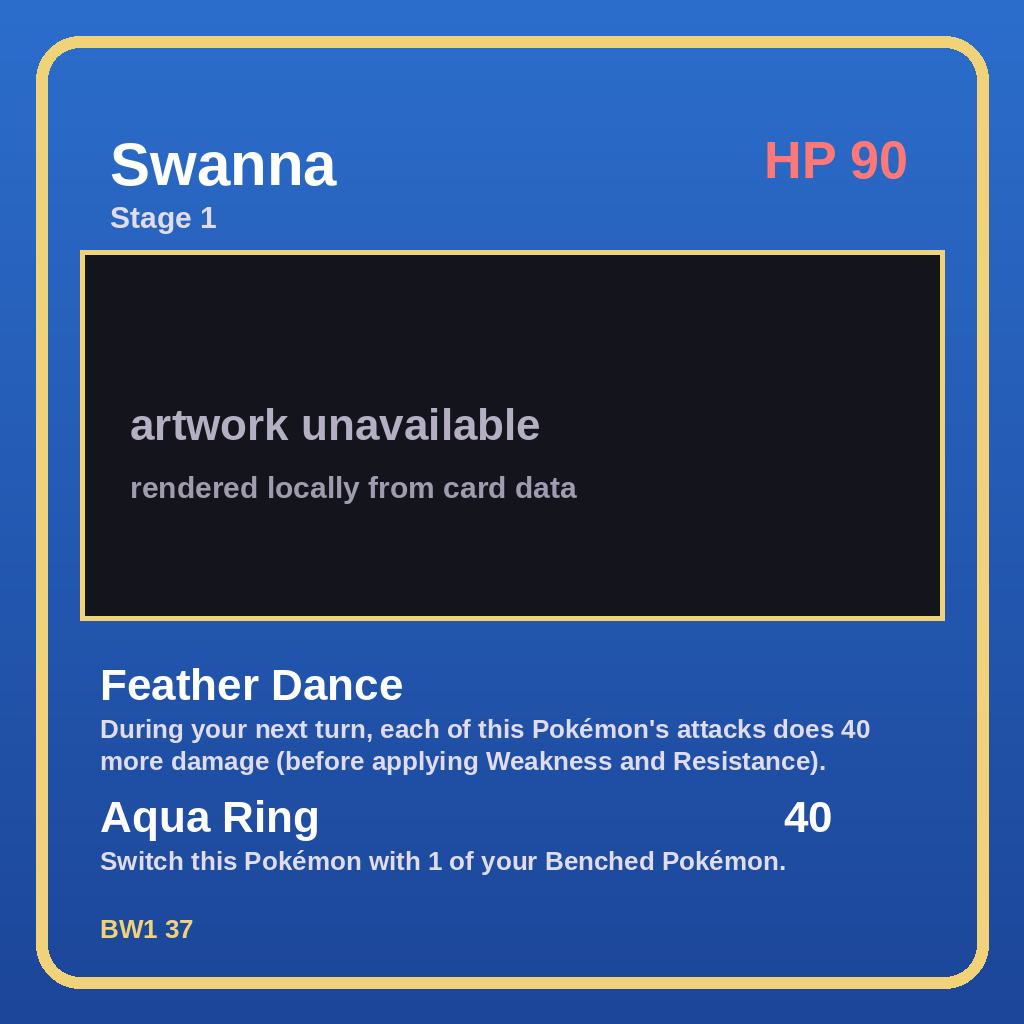 Swanna
HP 90
Stage 1
artwork unavailable
rendered locally from card data
Feather Dance
During your next turn, each of this Pokémon's attacks does 40
more damage (before applying Weakness and Resistance).
Aqua Ring
40
Switch this Pokémon with 1 of your Benched Pokémon.
BW1 37